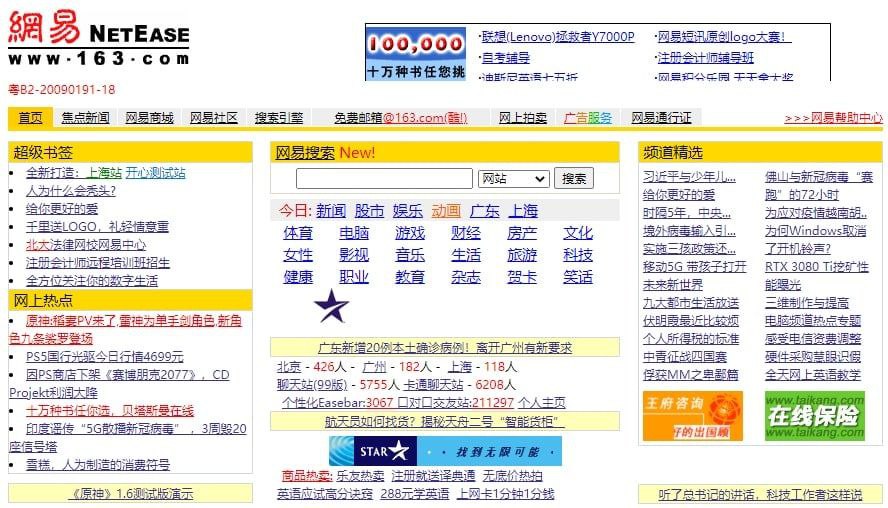 網易 NETEASE
www.163.com
粤B2-20090191-18
100,000
十万种书任您挑
·联想(Lenovo)拯救者Y7000P ·网易短讯原创logo大赛！
·自考辅导 ·注册会计师辅导班
·迪斯尼英语七五折 ·网易积分乐园 无千金大奖
首页 焦点新闻 网易商城 网易社区 搜索引擎 免费邮箱@163.com(酷!) 网上拍卖 广告服务 网易通行证 >>>网易帮助中心
超级书签
全新打造：上海站 开心测试站
人为什么会秃头?
给你更好的爱
千里送LOGO，礼轻情意重
北大法律网校网易中心
注册会计师远程培训班招生
全方位关注你的数字生活
网上热点
原神:稻妻PV来了,雷神为单手剑角色,新角
色九条裟罗登场
PS5国行光驱今日行情4699元
因PS商店下架《赛博朋克2077》，CD
Projekt利润大降
十万种书任你选，贝塔斯曼在线
印度谣传“5G散播新冠病毒” ，3周毁20
座信号塔
雪糕，人为制造的消费符号
《原神》1.6测试版演示
网易搜索 New!
网站 搜索
今日: 新闻 股市 娱乐 动画 广东 上海
体育 电脑 游戏 财经 房产 文化
女性 影视 音乐 生活 旅游 科技
健康 职业 教育 杂志 贺卡 笑话
广东新增20例本土确诊病例！离开广州有新要求
北京 - 426人 - 广州 - 182人 - 上海 - 118人
聊天站(99版) - 5755人 卡通聊天站 - 6208人
个性化Easebar:3067 口对口交友站:211297 个人主页
航天员如何找货? 揭秘天舟二号“智能货柜”
STAR · 找到无限可能 ·
商品热卖: 乐友热卖 注册就送译典通 无底价热拍
英语应试高分诀窍 288元学英语 上网卡1分钟1分钱
频道精选
习近平与少年儿...
给你更好的爱
时隔5年，中央...
境外病毒输入引...
实施三孩政策还...
移动5G 带孩子打开
未来新世界
九大都市生活放送
伏明霞最近比较烦
个人所得税的标准
中青征战四国赛
俘获MM之卑鄙篇
佛山与新冠病毒“赛
跑”的72小时
为应对疫情越南胡..
为何Windows取消
了开机铃声?
RTX 3080 Ti挖矿性
能曝光
三维制作与提高
电脑频道热点专题
感受电信资费调整
硬件采购慧眼识假
全天网上英语教学
王府咨询
好的出国顾
www.taikang.com
在线保险
www.taikang.com
听了总书记的讲话，科技工作者这样说